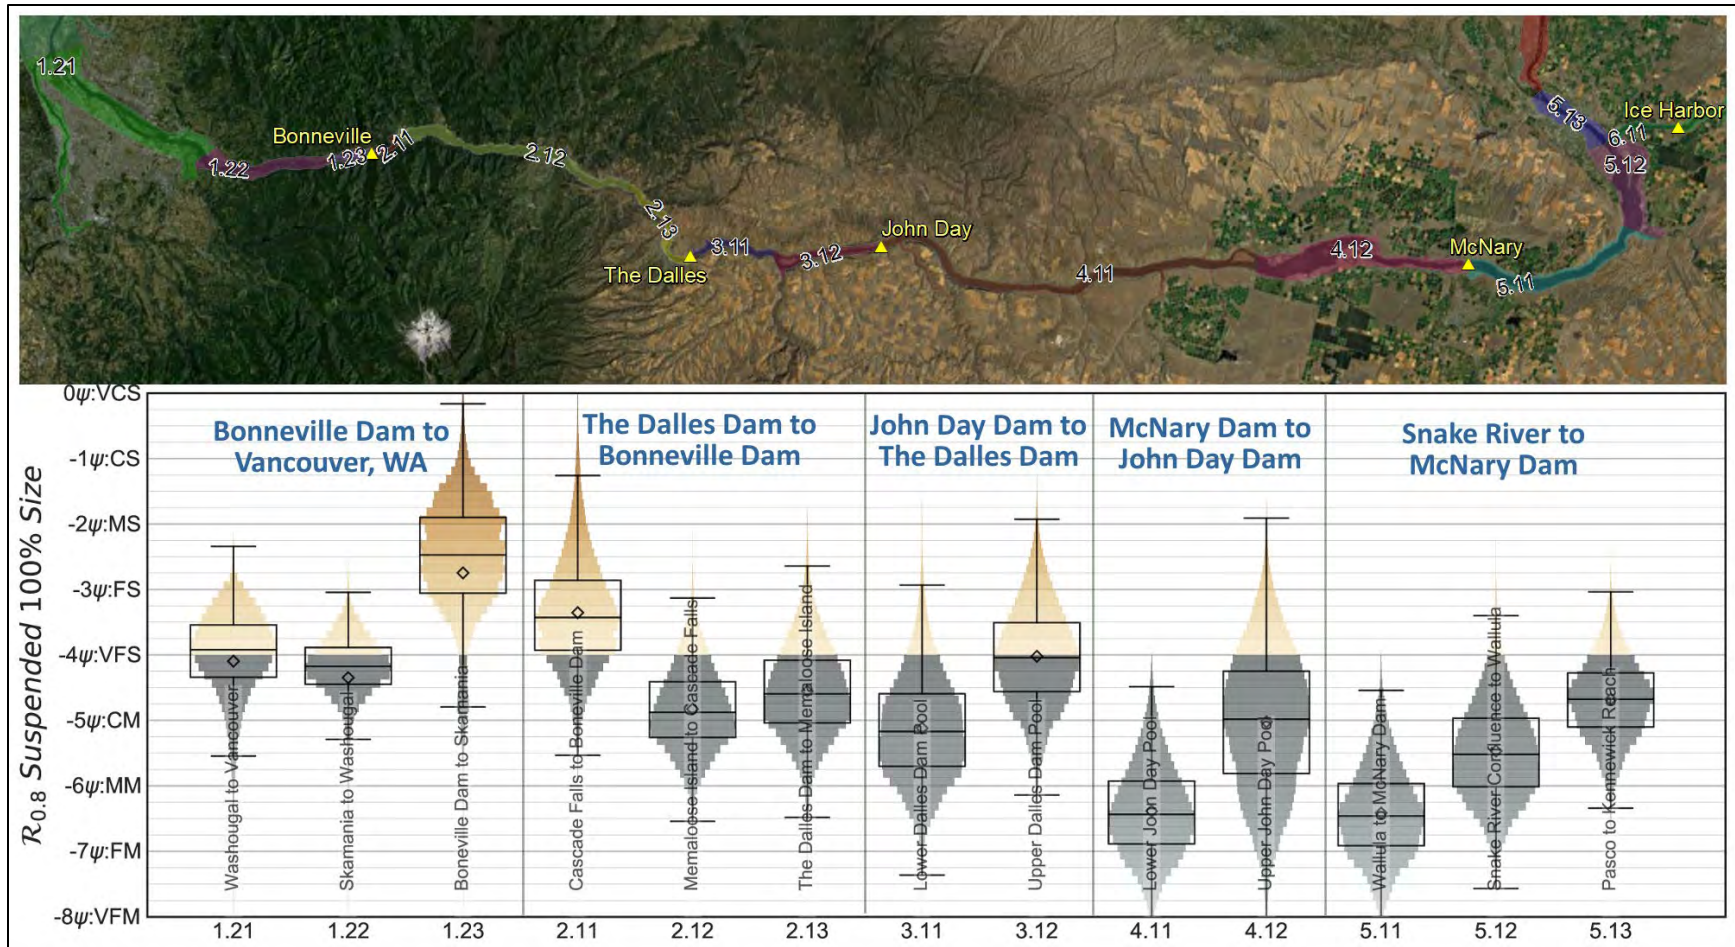 1.21
Bonneville
1.22
1.23
2.11
2.12
2.13
The Dalles
3.11
3.12
John Day
4.11
4.12
McNary
5.11
5.13
Ice Harbor
6.11
5.12
R0.8 Suspended 100% Size
0ψ:VCS
-1ψ:CS
-2ψ:MS
-3ψ:FS
-4ψ:VFS
-5ψ:CM
-6ψ:MM
-7ψ:FM
-8ψ:VFM
Bonneville Dam to
Vancouver, WA
The Dalles Dam to
Bonneville Dam
John Day Dam to
The Dalles Dam
McNary Dam to
John Day Dam
Snake River to
McNary Dam
Washougal to Vancouver
Skamania to Washougal
Boneville Dam to Skamania
Cascade Falls to Boneville Dam
Memaloose Island to Cascade Falls
The Dalles Dam to Memaloose Island
Lower Dalles Dam Pool
Upper Dalles Dam Pool
Lower John Day Pool
Upper John Day Pool
Wallula to McNary Dam
Snake River Confluence to Wallula
Pasco to Kennewick Reach
1.21 1.22 1.23 2.11 2.12 2.13 3.11 3.12 4.11 4.12 5.11 5.12 5.13